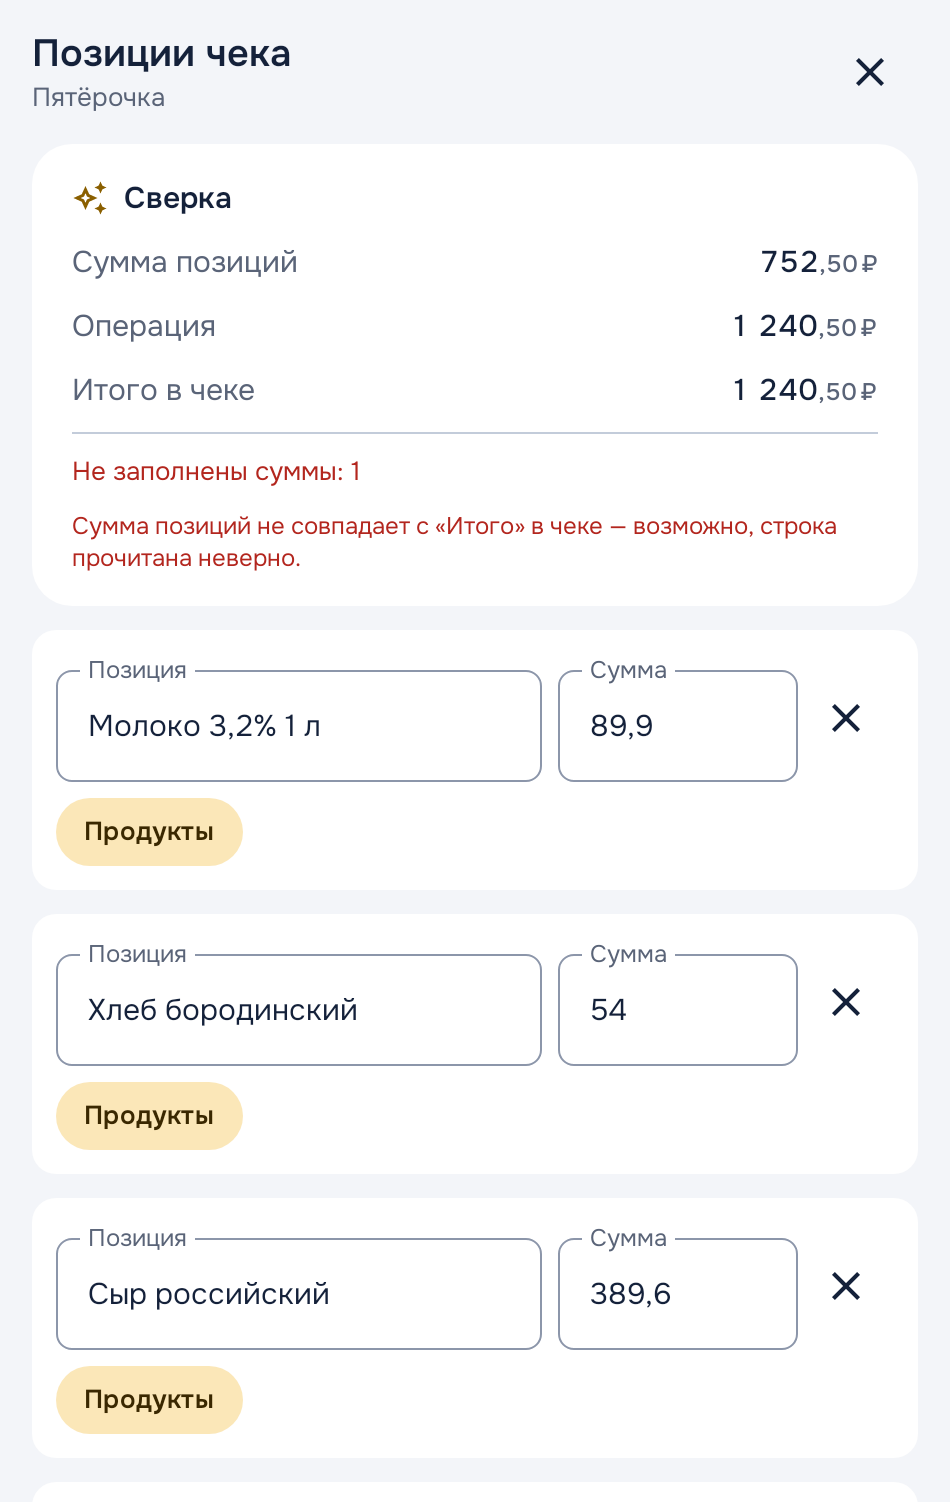 Позиции чека
Пятёрочка
Сверка
Сумма позиций 752,50 ₽
Операция 1 240,50 ₽
Итого в чеке 1 240,50 ₽
Не заполнены суммы: 1
Сумма позиций не совпадает с «Итого» в чеке — возможно, строка
прочитана неверно.
Позиция Сумма
Молоко 3,2% 1 л 89,9
Продукты
Позиция Сумма
Хлеб бородинский 54
Продукты
Позиция Сумма
Сыр российский 389,6
Продукты